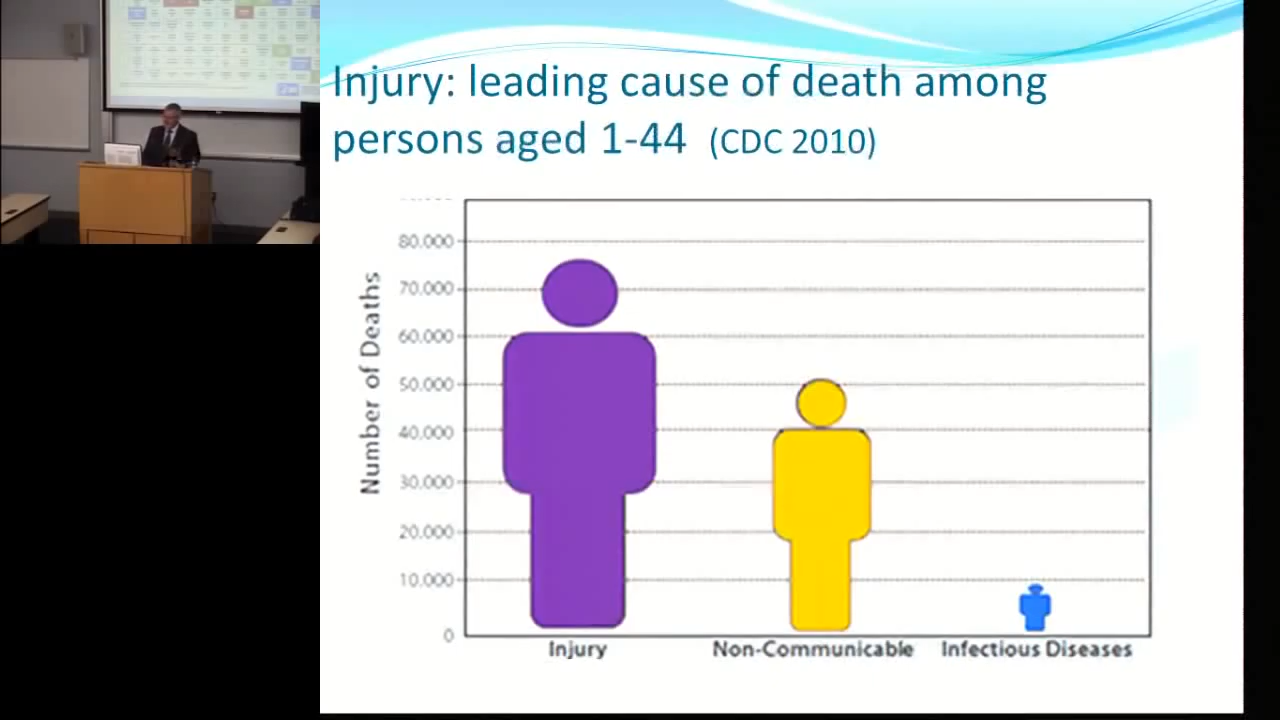 Injury: leading cause of death among
persons aged 1-44 (CDC 2010)
Number of Deaths
80.000
70.000
60.000
50.000
40.000
30.000
20.000
10.000
0
Injury
Non-Communicable
Infectious Diseases